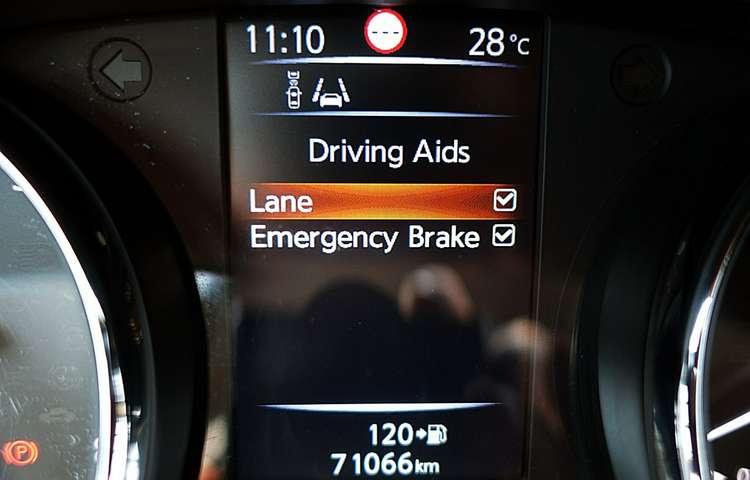 11:10 --- 28°C
Driving Aids
Lane
Emergency Brake
120
71066km
P